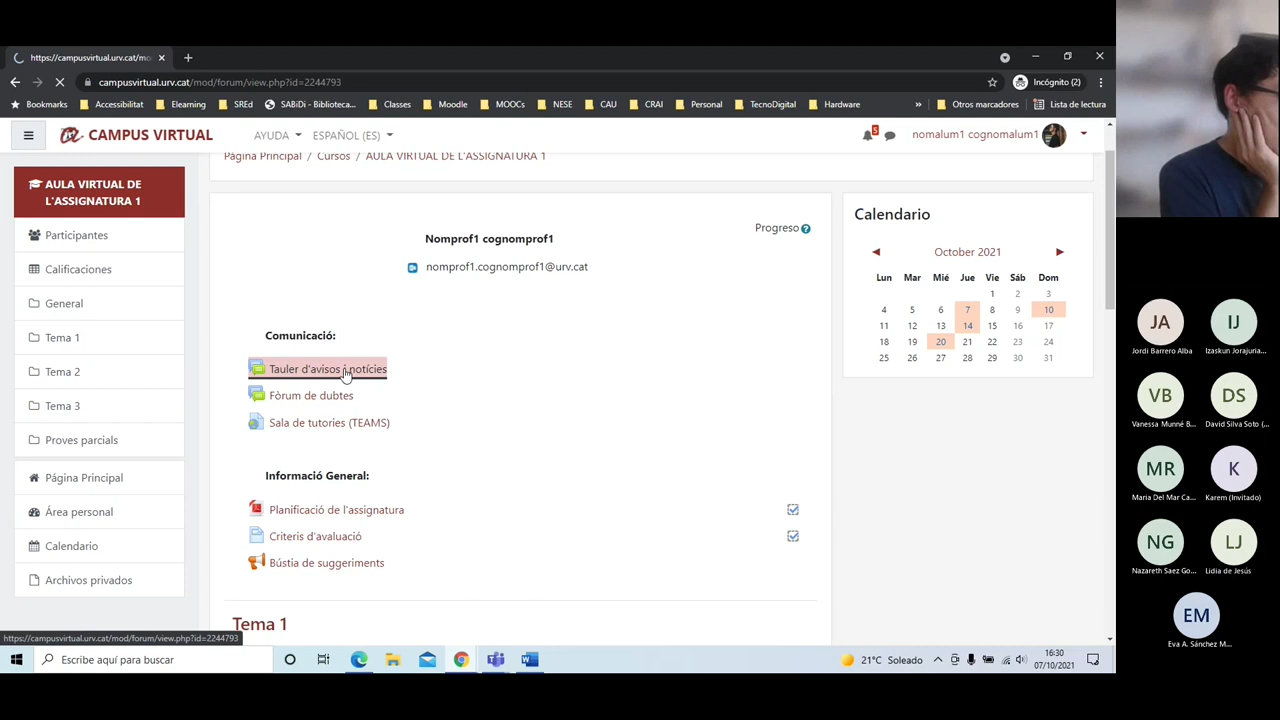 https://campusvirtual.urv.cat/mo
campusvirtual.urv.cat/mod/forum/view.php?id=2244793
Incógnito (2)
Bookmarks Accessibilitat Elearning SREd SABiDi - Biblioteca... Classes Moodle MOOCs NESE CAU CRAI Personal TecnoDigital Hardware » Otros marcadores Lista de lectura
CAMPUS VIRTUAL AYUDA ESPAÑOL (ES) 5 nomalum1 cognomalum1
Página Principal / Cursos / AULA VIRTUAL DE L'ASSIGNATURA 1
AULA VIRTUAL DE
L'ASSIGNATURA 1
Participantes
Calificaciones
General
Tema 1
Tema 2
Tema 3
Proves parcials
Página Principal
Área personal
Calendario
Archivos privados
Progreso
Nomprof1 cognomprof1
nomprof1.cognomprof1@urv.cat
Comunicació:
Tauler d'avisos i notícies
Fòrum de dubtes
Sala de tutories (TEAMS)
Informació General:
Planificació de l'assignatura
Criteris d'avaluació
Bústia de suggeriments
Tema 1
Calendario
October 2021
Lun Mar Mié Jue Vie Sáb Dom
1 2 3
4 5 6 7 8 9 10
11 12 13 14 15 16 17
18 19 20 21 22 23 24
25 26 27 28 29 30 31
https://campusvirtual.urv.cat/mod/forum/view.php?id=2244793
Escribe aquí para buscar
21°C Soleado
16:30
07/10/2021
JA IJ
Jordi Barrero Alba Izaskun Jorajuria...
VB DS
Vanessa Munné B... David Silva Soto (...
MR K
Maria Del Mar Ca... Karem (Invitado)
NG LJ
Nazareth Saez Go... Lidia de Jesús
EM
Eva A. Sánchez M...